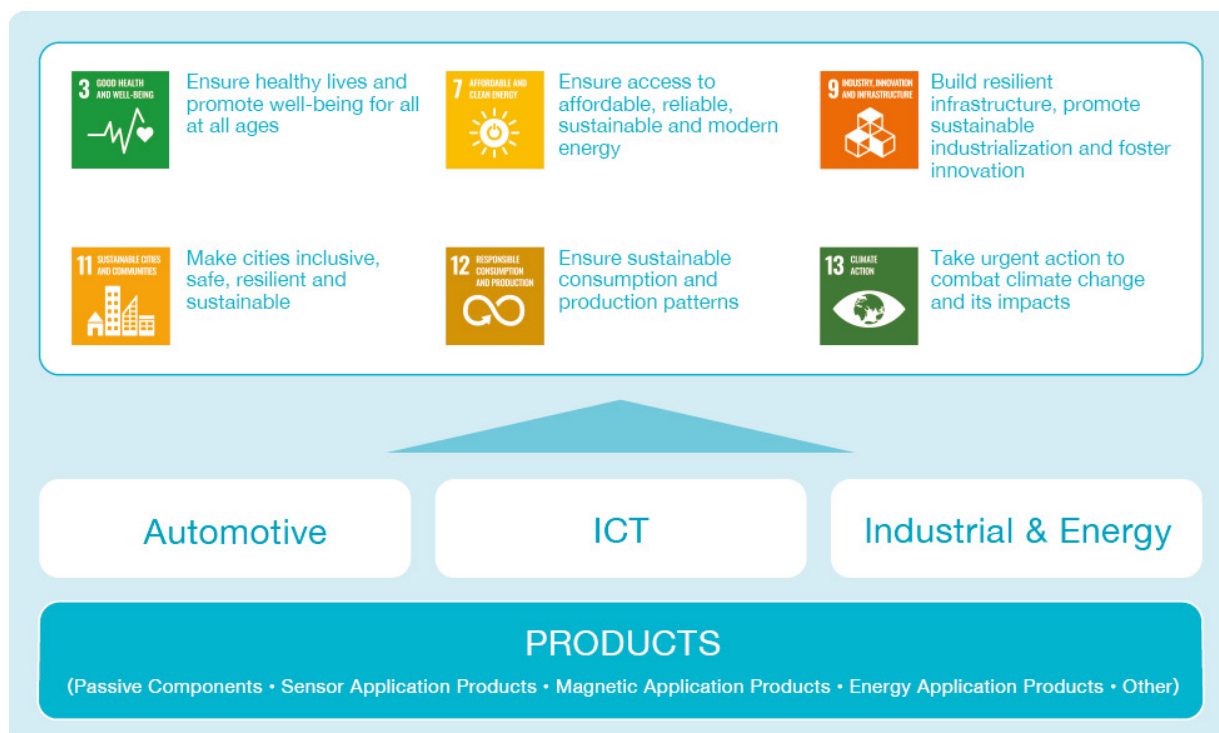 3 GOOD HEALTH
AND WELL-BEING
Ensure healthy lives and
promote well-being for all
at all ages
7 AFFORDABLE AND
CLEAN ENERGY
Ensure access to
affordable, reliable,
sustainable and modern
energy
9 INDUSTRY, INNOVATION
AND INFRASTRUCTURE
Build resilient
infrastructure, promote
sustainable
industrialization and foster
innovation
11 SUSTAINABLE CITIES
AND COMMUNITIES
Make cities inclusive,
safe, resilient and
sustainable
12 RESPONSIBLE
CONSUMPTION
AND PRODUCTION
Ensure sustainable
consumption and
production patterns
13 CLIMATE
ACTION
Take urgent action to
combat climate change
and its impacts
Automotive
ICT
Industrial & Energy
PRODUCTS
(Passive Components • Sensor Application Products • Magnetic Application Products • Energy Application Products • Other)